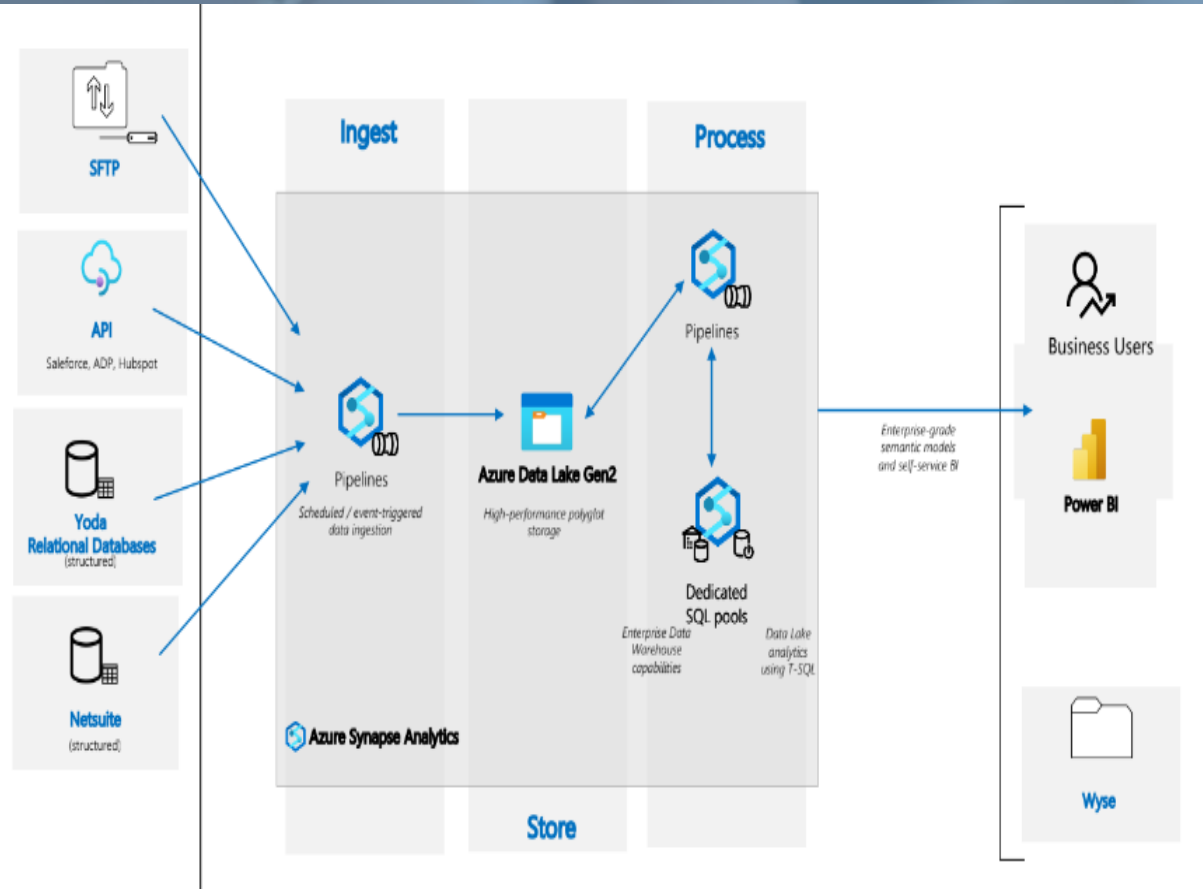 SFTP
API
Saleforce, ADP, Hubspot
Yoda
Relational Databases
(structured)
Netsuite
(structured)
Ingest
Pipelines
Scheduled / event-triggered
data ingestion
Azure Synapse Analytics
Azure Data Lake Gen2
High-performance polyglot
storage
Store
Process
Pipelines
Dedicated
SQL pools
Enterprise Data
Warehouse
capabilities
Data Lake
analytics
using T-SQL
Enterprise-grade
semantic models
and self-service BI
Business Users
Power BI
Wyse